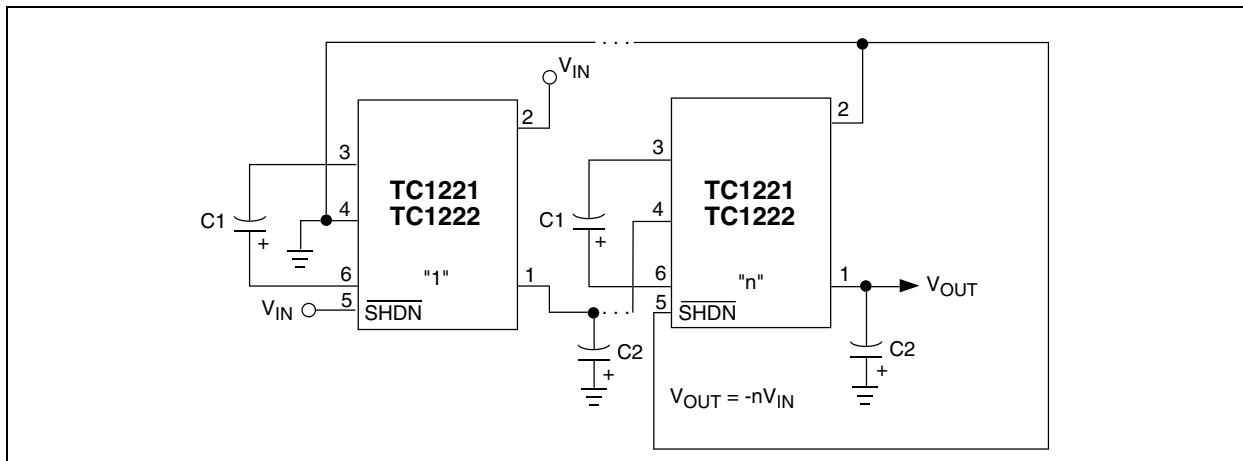 V_IN
2
2
3
3
TC1221
TC1222
TC1221
TC1222
4
4
C1
+
C1
+
6
"1"
1
6
"n"
1
V_OUT
V_IN
5
SHDN
5
SHDN
C2
+
C2
+
V_OUT = -nV_IN